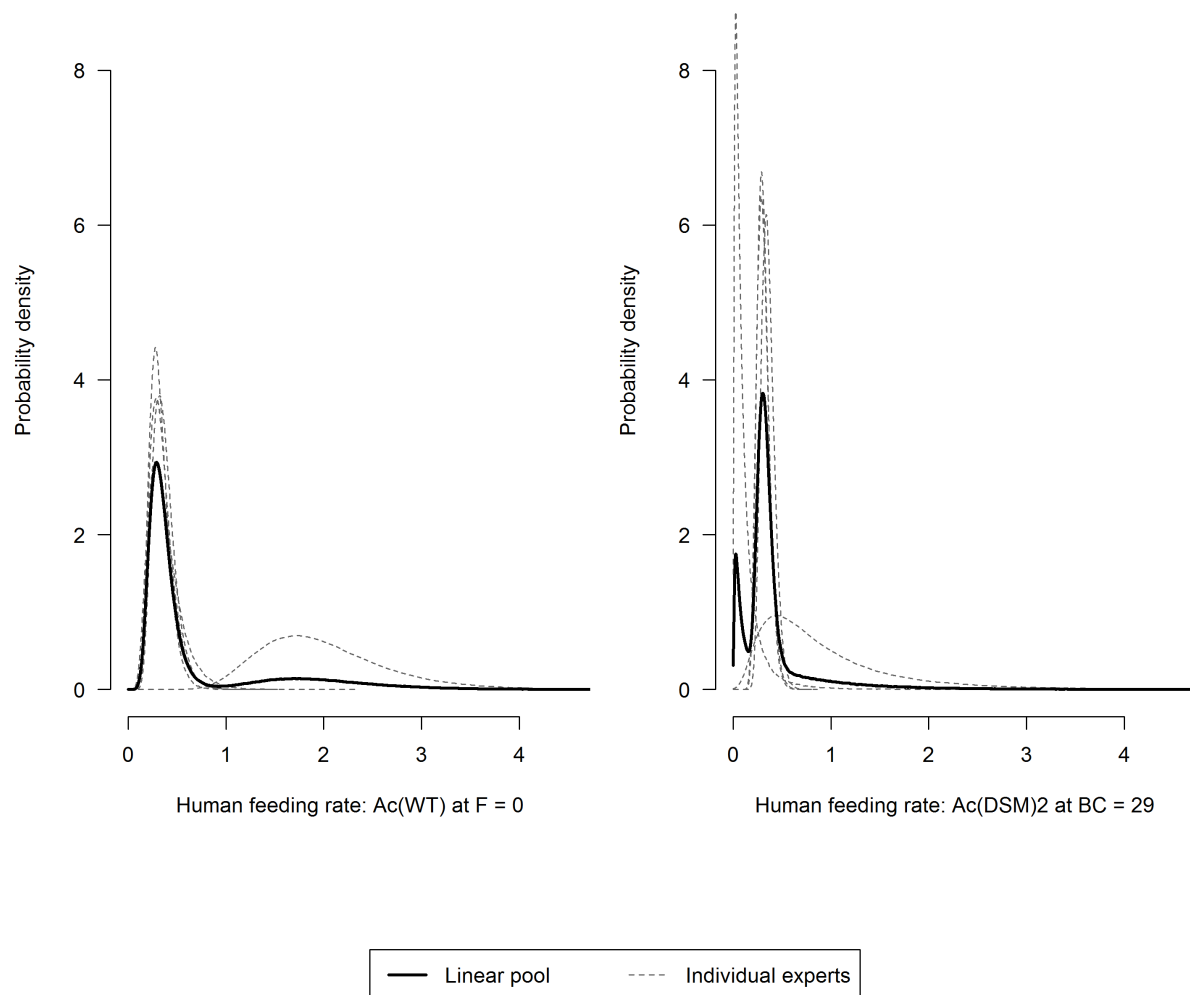 8
6
4
2
0
Probability density
0 1 2 3 4
Human feeding rate: Ac(WT) at F = 0
8
6
4
2
0
Probability density
0 1 2 3 4
Human feeding rate: Ac(DSM)2 at BC = 29
Linear pool
Individual experts